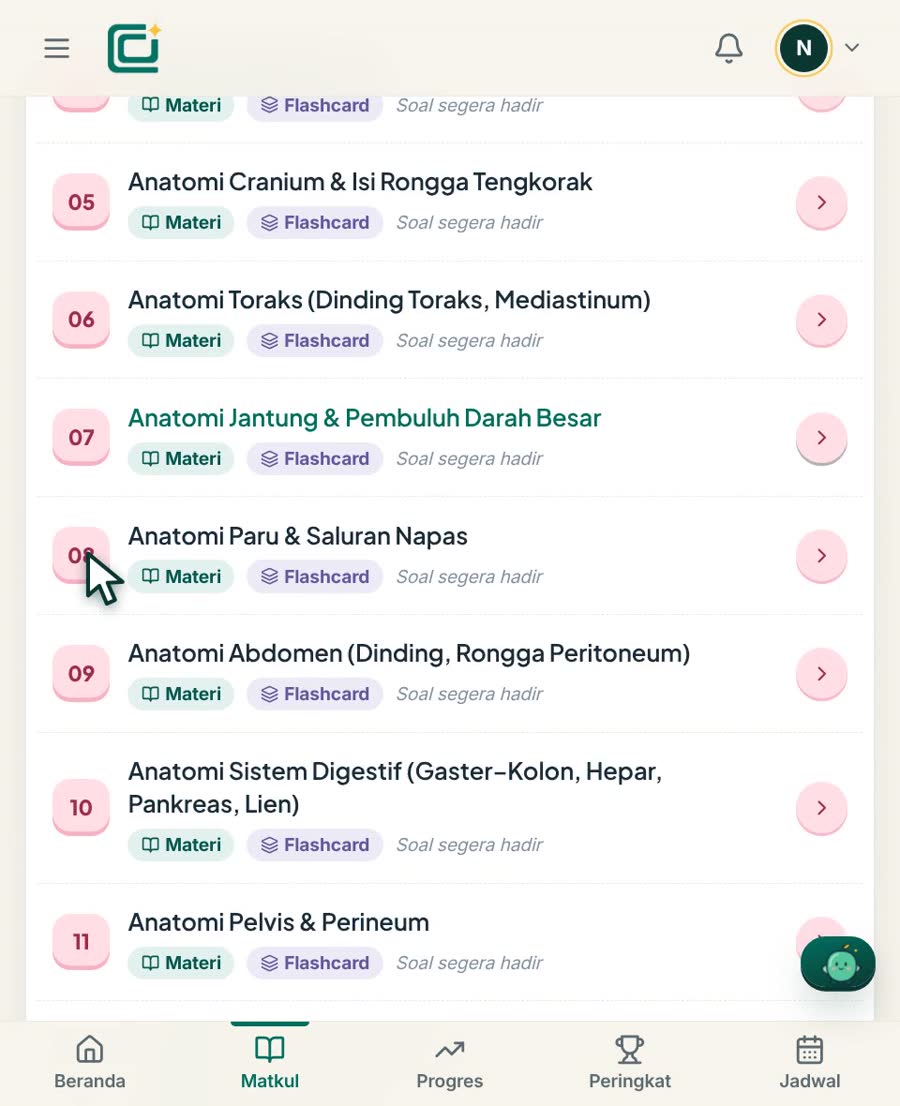 N
Materi Flashcard Soal segera hadir
05 Anatomi Cranium & Isi Rongga Tengkorak
Materi Flashcard Soal segera hadir
06 Anatomi Toraks (Dinding Toraks, Mediastinum)
Materi Flashcard Soal segera hadir
07 Anatomi Jantung & Pembuluh Darah Besar
Materi Flashcard Soal segera hadir
08 Anatomi Paru & Saluran Napas
Materi Flashcard Soal segera hadir
09 Anatomi Abdomen (Dinding, Rongga Peritoneum)
Materi Flashcard Soal segera hadir
10 Anatomi Sistem Digestif (Gaster–Kolon, Hepar,
Pankreas, Lien)
Materi Flashcard Soal segera hadir
11 Anatomi Pelvis & Perineum
Materi Flashcard Soal segera hadir
Beranda Matkul Progres Peringkat Jadwal